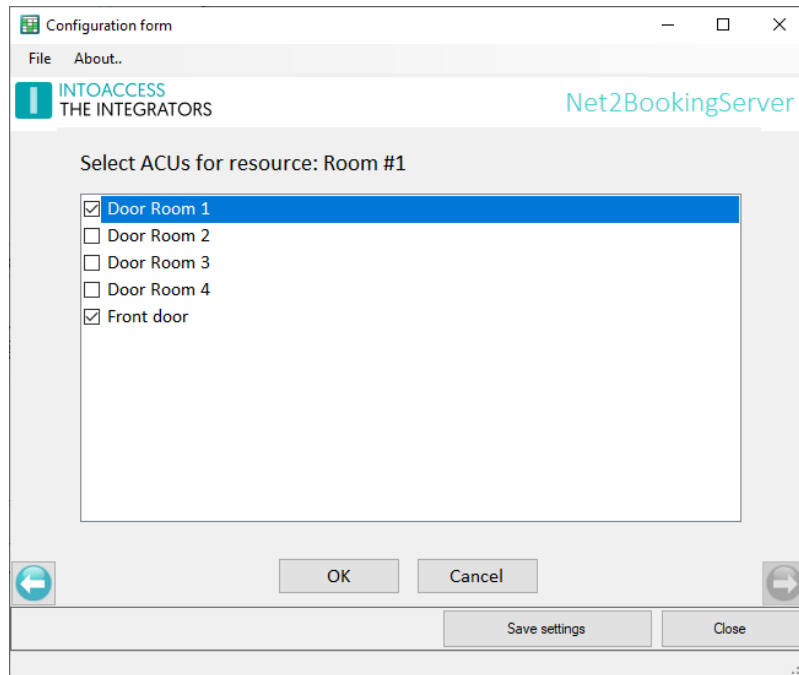 Configuration form
File About..
INTOACCESS
THE INTEGRATORS
Net2BookingServer
Select ACUs for resource: Room #1
Door Room 1
Door Room 2
Door Room 3
Door Room 4
Front door
OK Cancel
Save settings Close